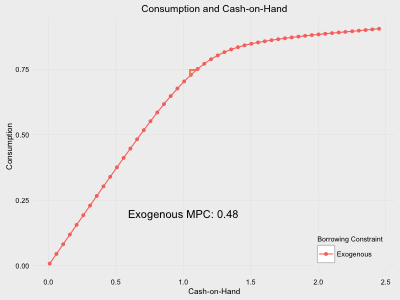 Consumption and Cash-on-Hand
Consumption
0.75
0.50
0.25
0.00
Exogenous MPC: 0.48
Borrowing Constraint
Exogenous
0.0 0.5 1.0 1.5 2.0 2.5
Cash-on-Hand